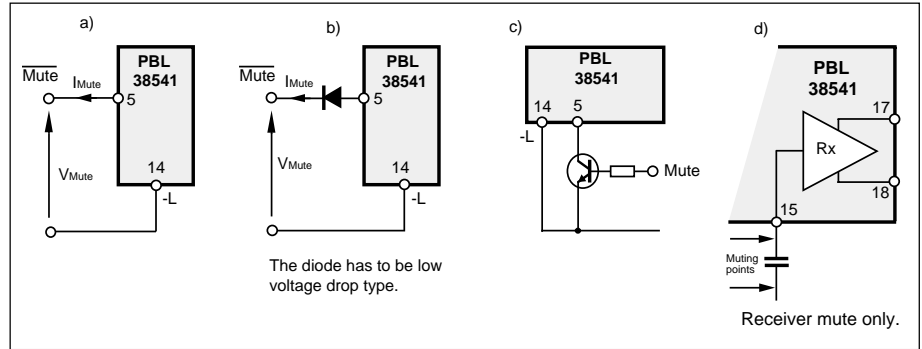 a)
PBL
38541
Mute
IMute
5
VMute
14
-L
b)
PBL
38541
Mute
IMute
5
VMute
14
-L
The diode has to be low
voltage drop type.
c)
PBL
38541
14 5
-L
Mute
d)
PBL
38541
17
Rx
18
15
Muting
points
Receiver mute only.